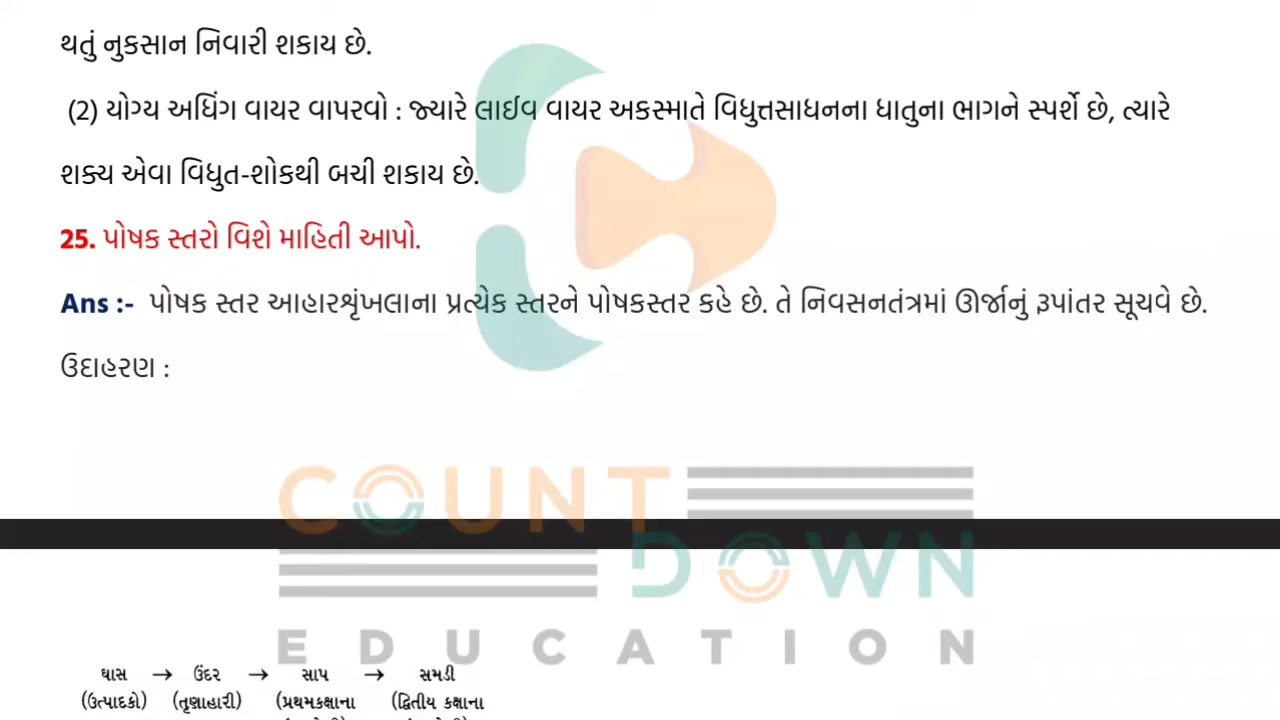 થતું નુકસાન નિવારી શકાય છે.
(2) યોગ્ય અર્થિંગ વાયર વાપરવો : જ્યારે લાઈવ વાયર અકસ્માતે વિધુત્તસાધનના ધાતુના ભાગને સ્પર્શે છે, ત્યારે
શક્ય એવા વિધુત-શોકથી બચી શકાય છે.
25. પોષક સ્તરો વિશે માહિતી આપો.
Ans :- પોષક સ્તર આહારશૃંખલાના પ્રત્યેક સ્તરને પોષકસ્તર કહે છે. તે નિવસનતંત્રમાં ઊર્જાનું રૂપાંતર સૂચવે છે.
ઉદાહરણ :
COUNT
DOWN
EDUCATION
ઘાસ → ઉંદર → સાપ → સમડી
(ઉત્પાદકો) (તૃણાહારી) (પ્રથમકક્ષાના (દ્વિતીય કક્ષાના